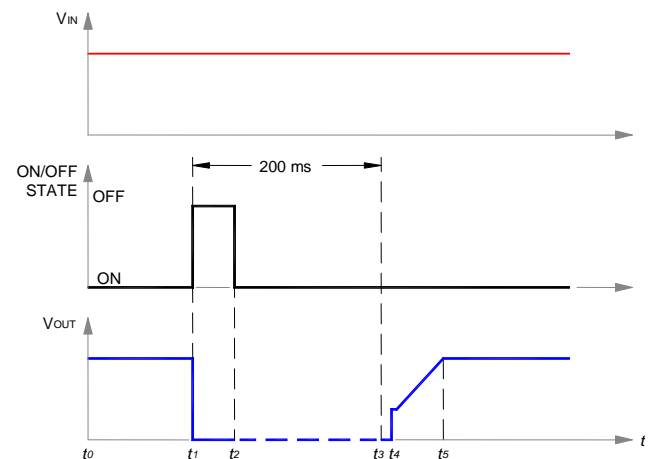 VIN
200 ms
ON/OFF
STATE
OFF
ON
VOUT
t
t0 t1 t2 t3 t4 t5